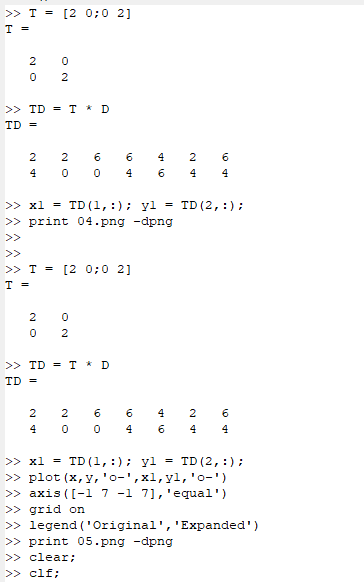 >> T = [2 0;0 2]
T =
2 0
0 2
>> TD = T * D
TD =
2 2 6 6 4 2 6
4 0 0 4 6 4 4
>> x1 = TD(1,:); y1 = TD(2,:);
>> print 04.png -dpng
>>
>>
>> T = [2 0;0 2]
T =
2 0
0 2
>> TD = T * D
TD =
2 2 6 6 4 2 6
4 0 0 4 6 4 4
>> x1 = TD(1,:); y1 = TD(2,:);
>> plot(x,y,'o-',x1,y1,'o-')
>> axis([-1 7 -1 7],'equal')
>> grid on
>> legend('Original','Expanded')
>> print 05.png -dpng
>> clear;
>> clf;